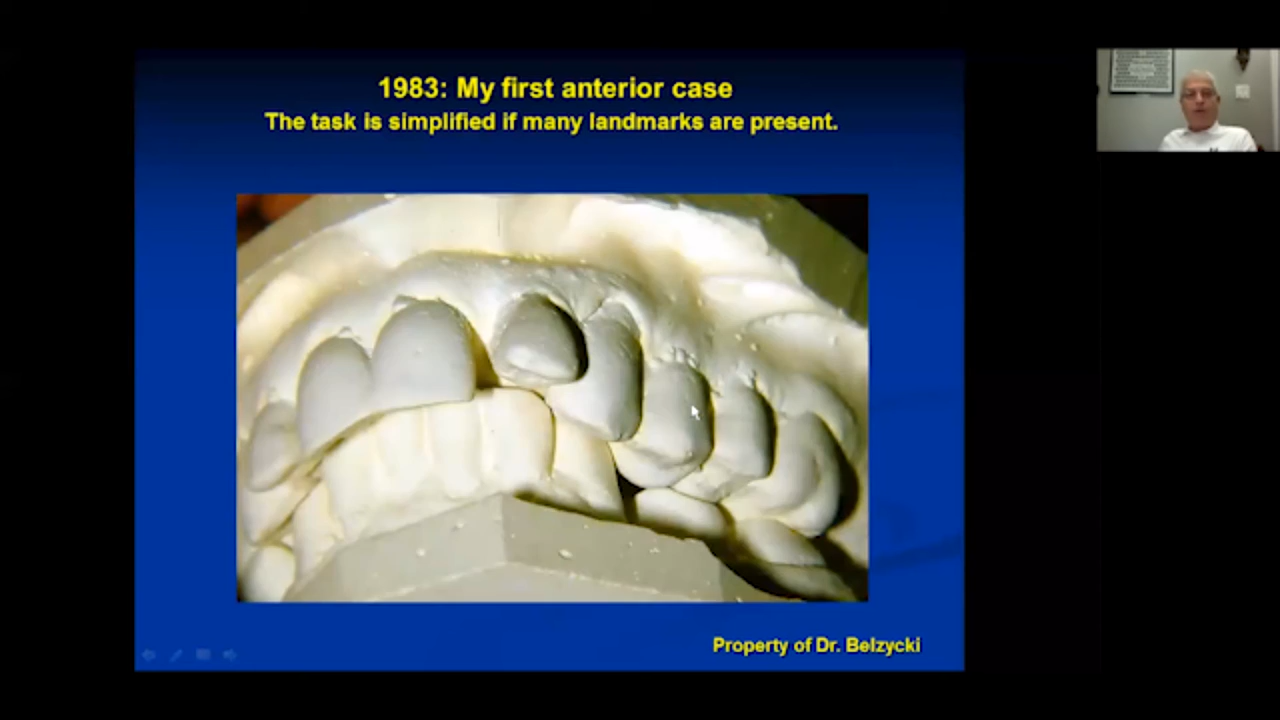 1983: My first anterior case
The task is simplified if many landmarks are present.
Property of Dr. Belzycki